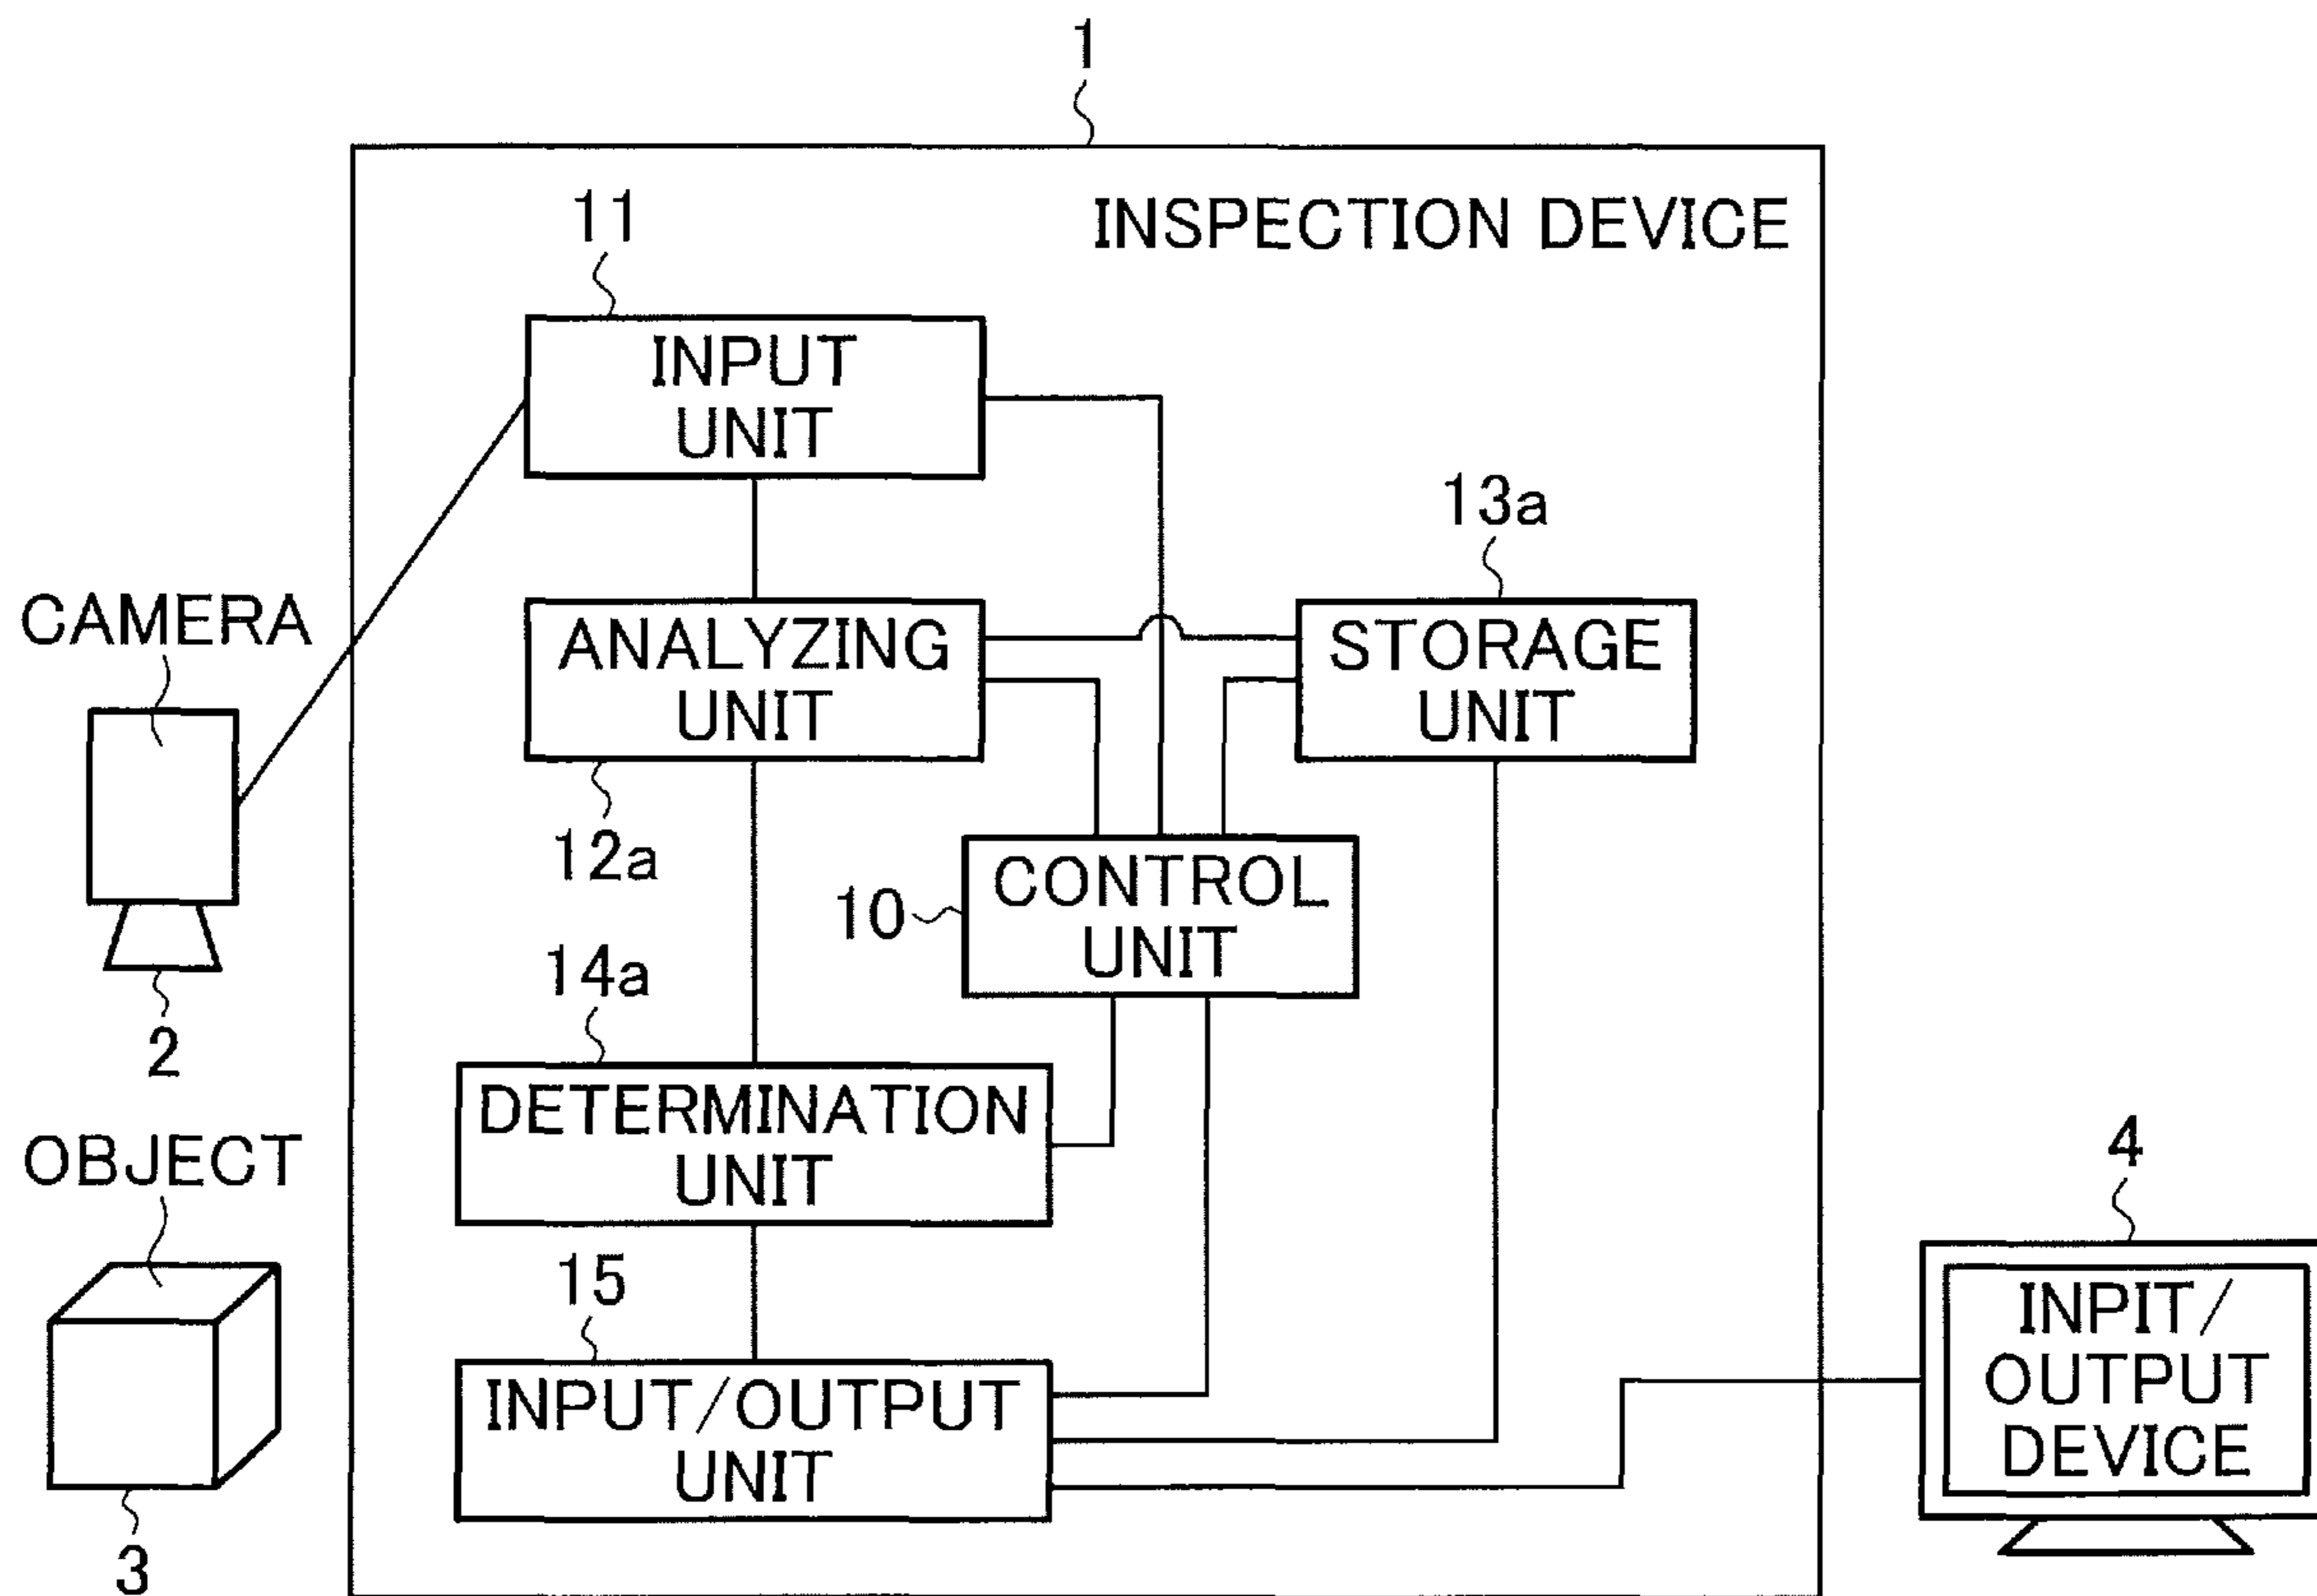 1
INSPECTION DEVICE
11
INPUT
UNIT
13a
CAMERA
ANALYZING
UNIT
STORAGE
UNIT
12a
10
CONTROL
UNIT
14a
2
DETERMINATION
UNIT
OBJECT
4
15
INPIT/
OUTPUT
DEVICE
INPUT/OUTPUT
UNIT
3